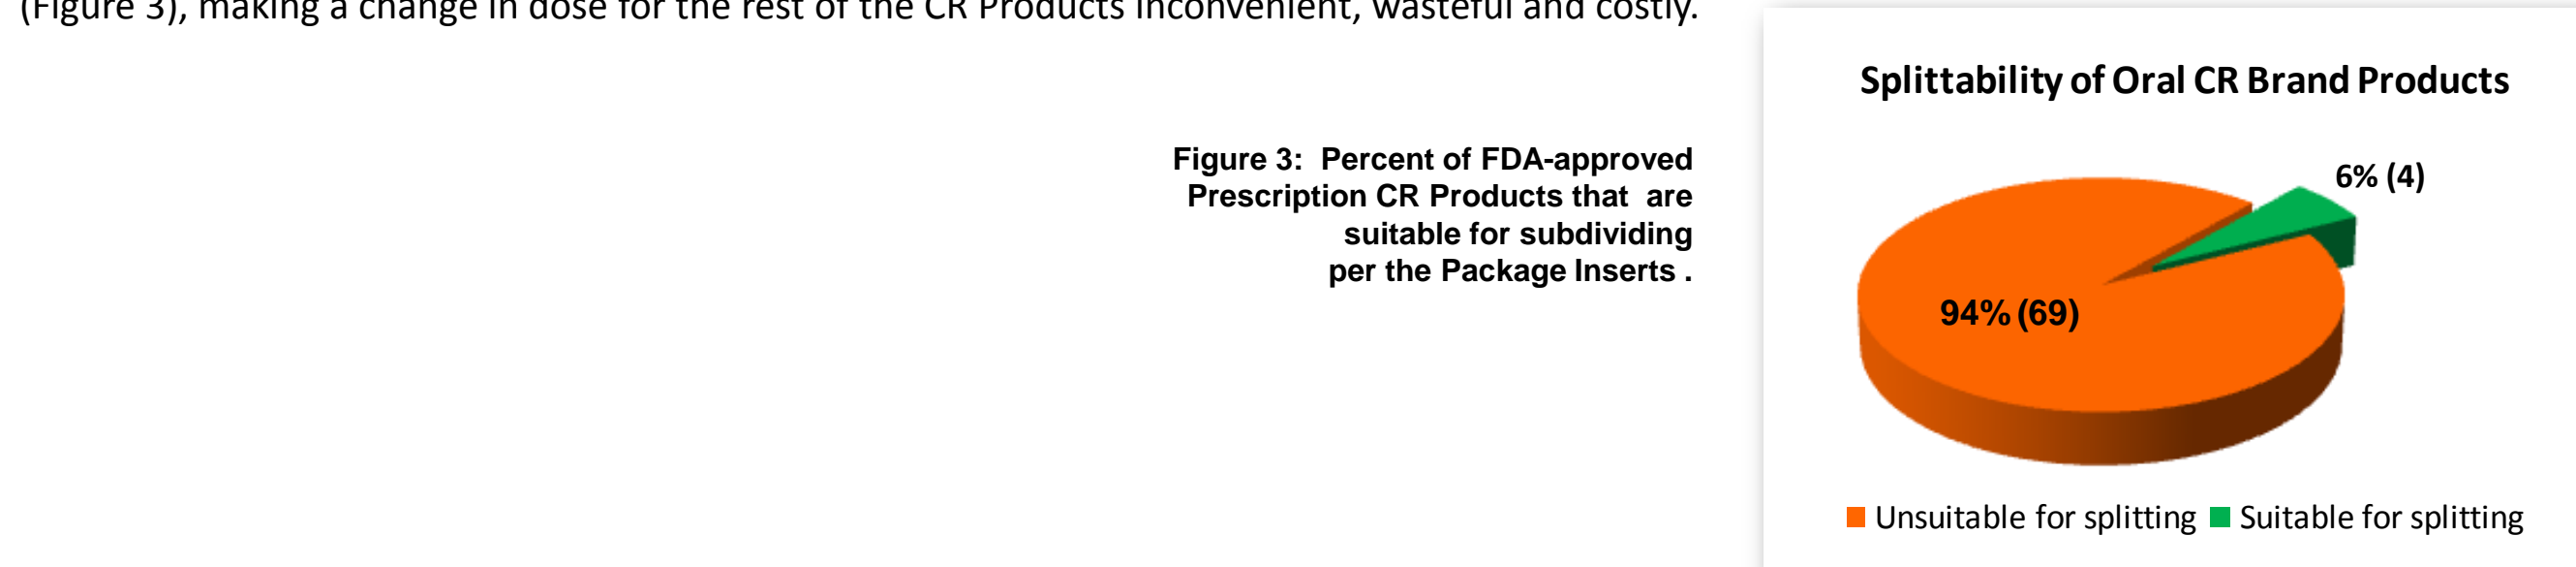 (Figure 3), making a change in dose for the rest of the CR Products inconvenient, wasteful and costly.
Figure 3: Percent of FDA-approved
Prescription CR Products that are
suitable for subdividing
per the Package Inserts .
Splittability of Oral CR Brand Products
6% (4)
94% (69)
Unsuitable for splitting
Suitable for splitting